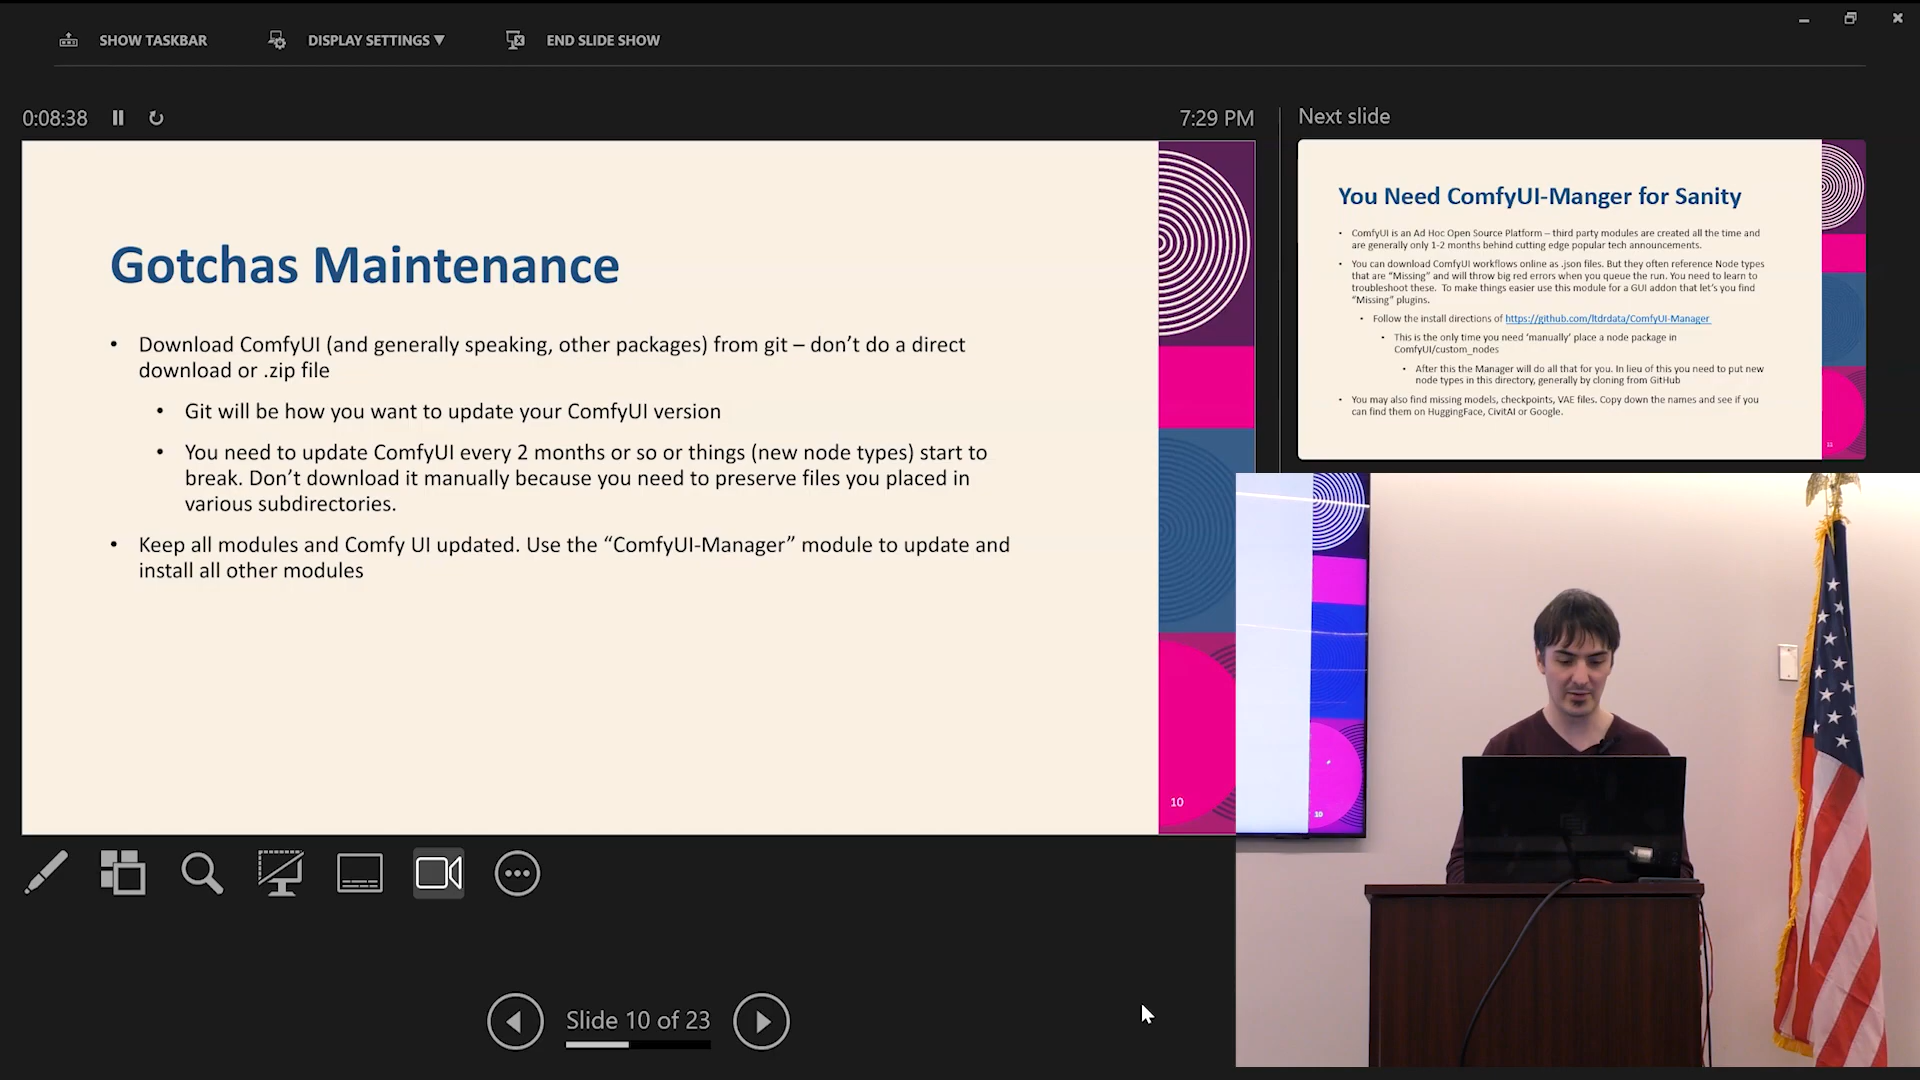 SHOW TASKBAR
DISPLAY SETTINGS ▼
END SLIDE SHOW
0:08:38
7:29 PM
Gotchas Maintenance
• Download ComfyUI (and generally speaking, other packages) from git – don’t do a direct
download or .zip file
• Git will be how you want to update your ComfyUI version
• You need to update ComfyUI every 2 months or so or things (new node types) start to
break. Don’t download it manually because you need to preserve files you placed in
various subdirectories.
• Keep all modules and Comfy UI updated. Use the “ComfyUI-Manager” module to update and
install all other modules
10
Next slide
You Need ComfyUI-Manger for Sanity
• ComfyUI is an Ad Hoc Open Source Platform – third party modules are created all the time and
are generally only 1-2 months behind cutting edge popular tech announcements.
• You can download ComfyUI workflows online as .json files. But they often reference Node types
that are “Missing” and will throw big red errors when you queue the run. You need to learn to
troubleshoot these. To make things easier use this module for a GUI addon that let’s you find
“Missing” plugins.
• Follow the install directions of https://github.com/ltdrdata/ComfyUI-Manager
• This is the only time you need ‘manually’ place a node package in
ComfyUI/custom_nodes
• After this the Manager will do all that for you. In lieu of this you need to put new
node types in this directory, generally by cloning from GitHub
• You may also find missing models, checkpoints, VAE files. Copy down the names and see if you
can find them on HuggingFace, CivitAI or Google.
10
Slide 10 of 23